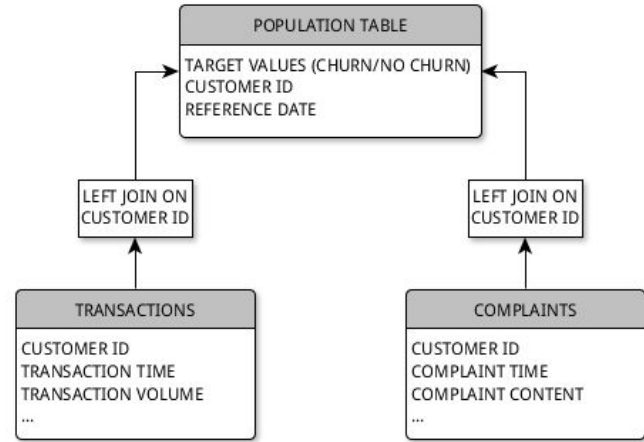 POPULATION TABLE
TARGET VALUES (CHURN/NO CHURN)
CUSTOMER ID
REFERENCE DATE
LEFT JOIN ON
CUSTOMER ID
LEFT JOIN ON
CUSTOMER ID
TRANSACTIONS
CUSTOMER ID
TRANSACTION TIME
TRANSACTION VOLUME
...
COMPLAINTS
CUSTOMER ID
COMPLAINT TIME
COMPLAINT CONTENT
...